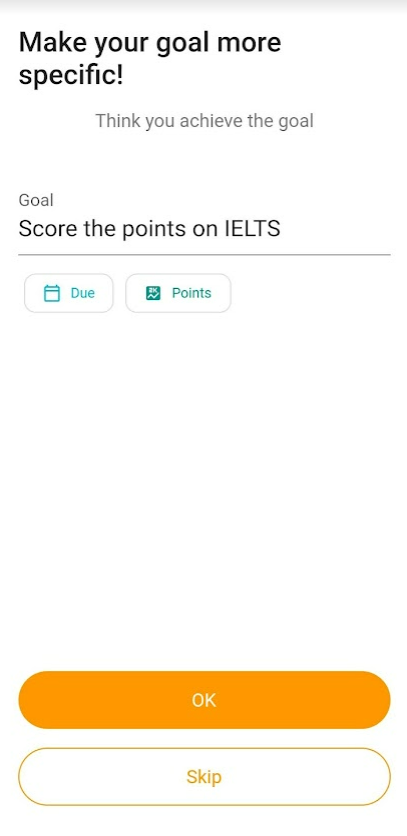 Make your goal more
specific!
Think you achieve the goal
Goal
Score the points on IELTS
Due
Points
OK
Skip